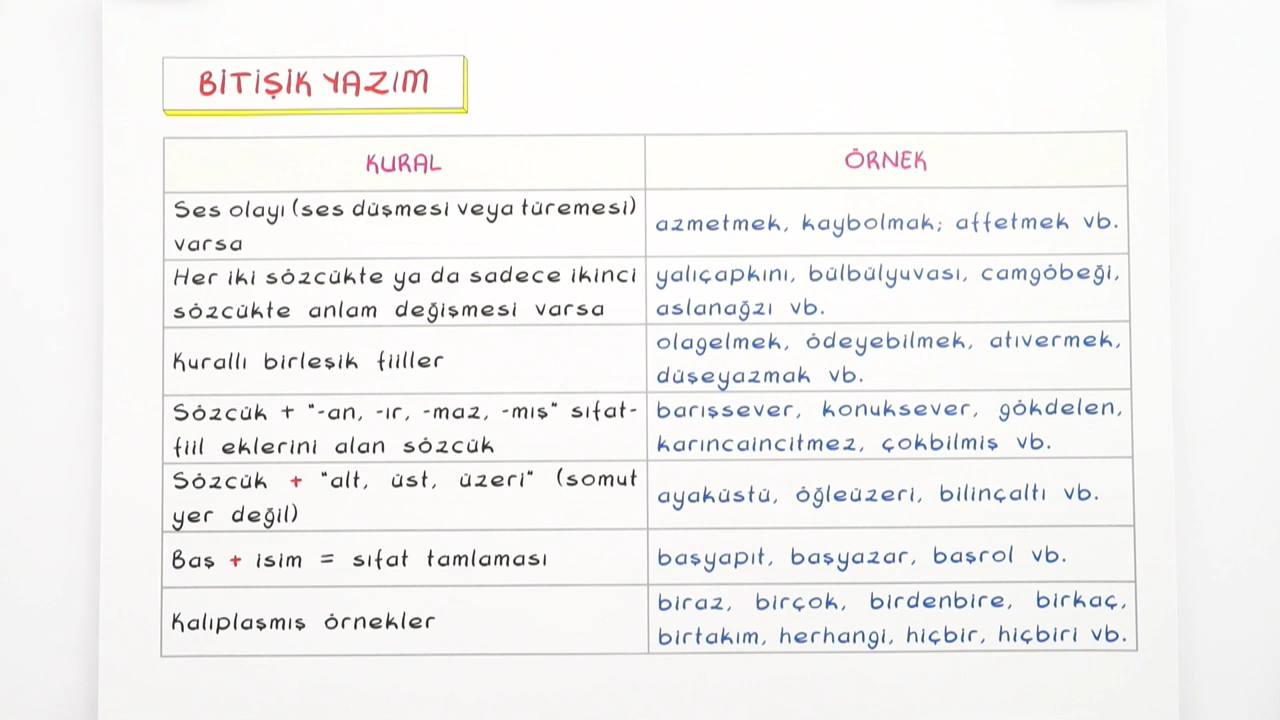 BİTİŞİK YAZIM
KURAL
ÖRNEK
Ses olayı (ses düşmesi veya türemesi)
varsa
azmetmek, kaybolmak; affetmek vb.
Her iki sözcükte ya da sadece ikinci
sözcükte anlam değişmesi varsa
yalıçapkını, bülbülyuvası, camgöbeği,
aslanağzı vb.
Kurallı birleşik fiiller
olagelmek, ödeyebilmek, atıvermek,
düşeyazmak vb.
Sözcük + "-an, -ır, -maz, -mış" sıfat-
fiil eklerini alan sözcük
barışsever, konuksever, gökdelen,
karıncaincitmez, çokbilmiş vb.
Sözcük + "alt, üst, üzeri" (somut
yer değil)
ayaküstü, öğleüzeri, bilinçaltı vb.
Baş + isim = sıfat tamlaması
başyapıt, başyazar, başrol vb.
Kalıplaşmış örnekler
biraz, birçok, birdenbire, birkaç,
birtakım, herhangi, hiçbir, hiçbiri vb.